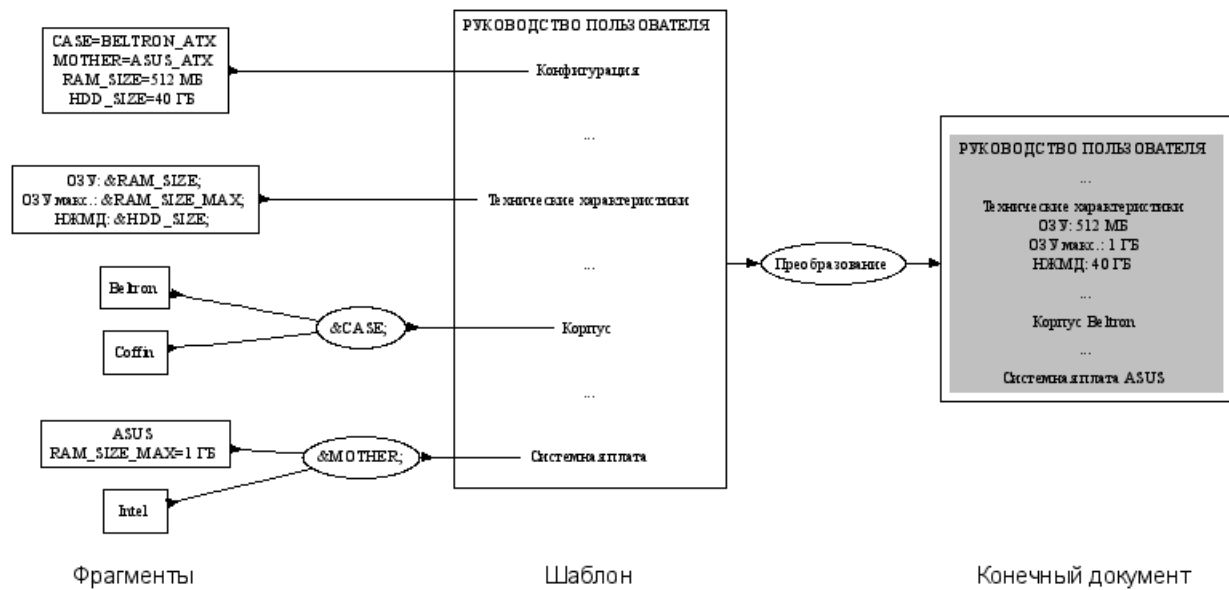 CASE=BELTRON_ATX
MOTHER=ASUS_ATX
RAM_SIZE=512 МБ
HDD_SIZE=40 ГБ
ОЗУ: &RAM_SIZE;
ОЗУ макс.: &RAM_SIZE_MAX;
НЖМД: &HDD_SIZE;
Beltron
Coffin
&CASE;
ASUS
RAM_SIZE_MAX=1 ГБ
Intel
&MOTHER;
Фрагменты
РУКОВОДСТВО ПОЛЬЗОВАТЕЛЯ
Конфигурация
...
Технические характеристики
...
Корпус
...
Системная плата
Шаблон
Преобразование
РУКОВОДСТВО ПОЛЬЗОВАТЕЛЯ
...
Технические характеристики
ОЗУ: 512 МБ
ОЗУ макс.: 1 ГБ
НЖМД: 40 ГБ
...
Корпус Beltron
...
Системная плата ASUS
Конечный документ